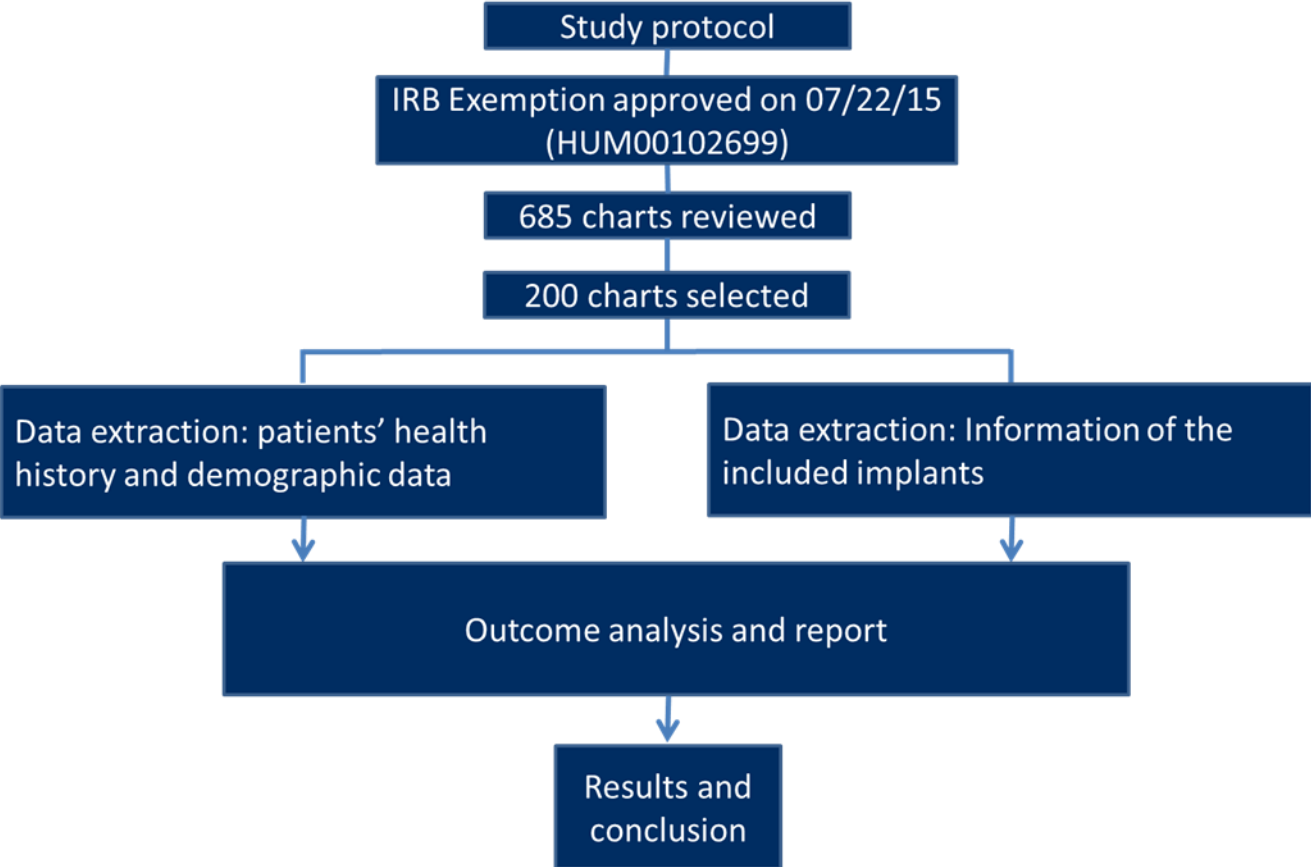 Study protocol
IRB Exemption approved on 07/22/15
(HUM00102699)
685 charts reviewed
200 charts selected
Data extraction: patients’ health
history and demographic data
Data extraction: Information of the
included implants
Outcome analysis and report
Results and
conclusion